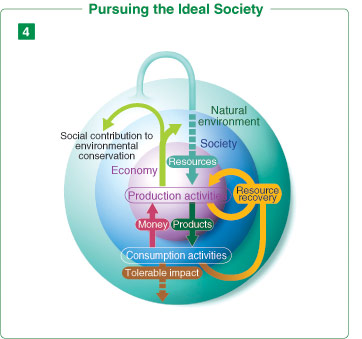 Pursuing the Ideal Society
4
Natural
environment
Social contribution to
environmental
conservation
Society
Resources
Economy
Production activities
Resource
recovery
Money
Products
Consumption activities
Tolerable impact